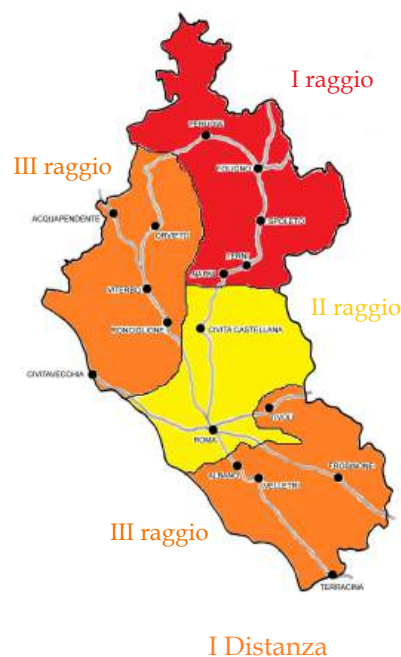 I raggio
PERUGIA
III raggio
FOLIGNO
ACQUAPENDENTE
SPOLETO
ORVIETO
TERNI
NARNI
VITERBO
II raggio
RONCIGLIONE
CIVITA CASTELLANA
CIVITAVECCHIA
TIVOLI
ROMA
FROSINONE
ALBANO
VELLETRI
III raggio
TERRACINA
I Distanza